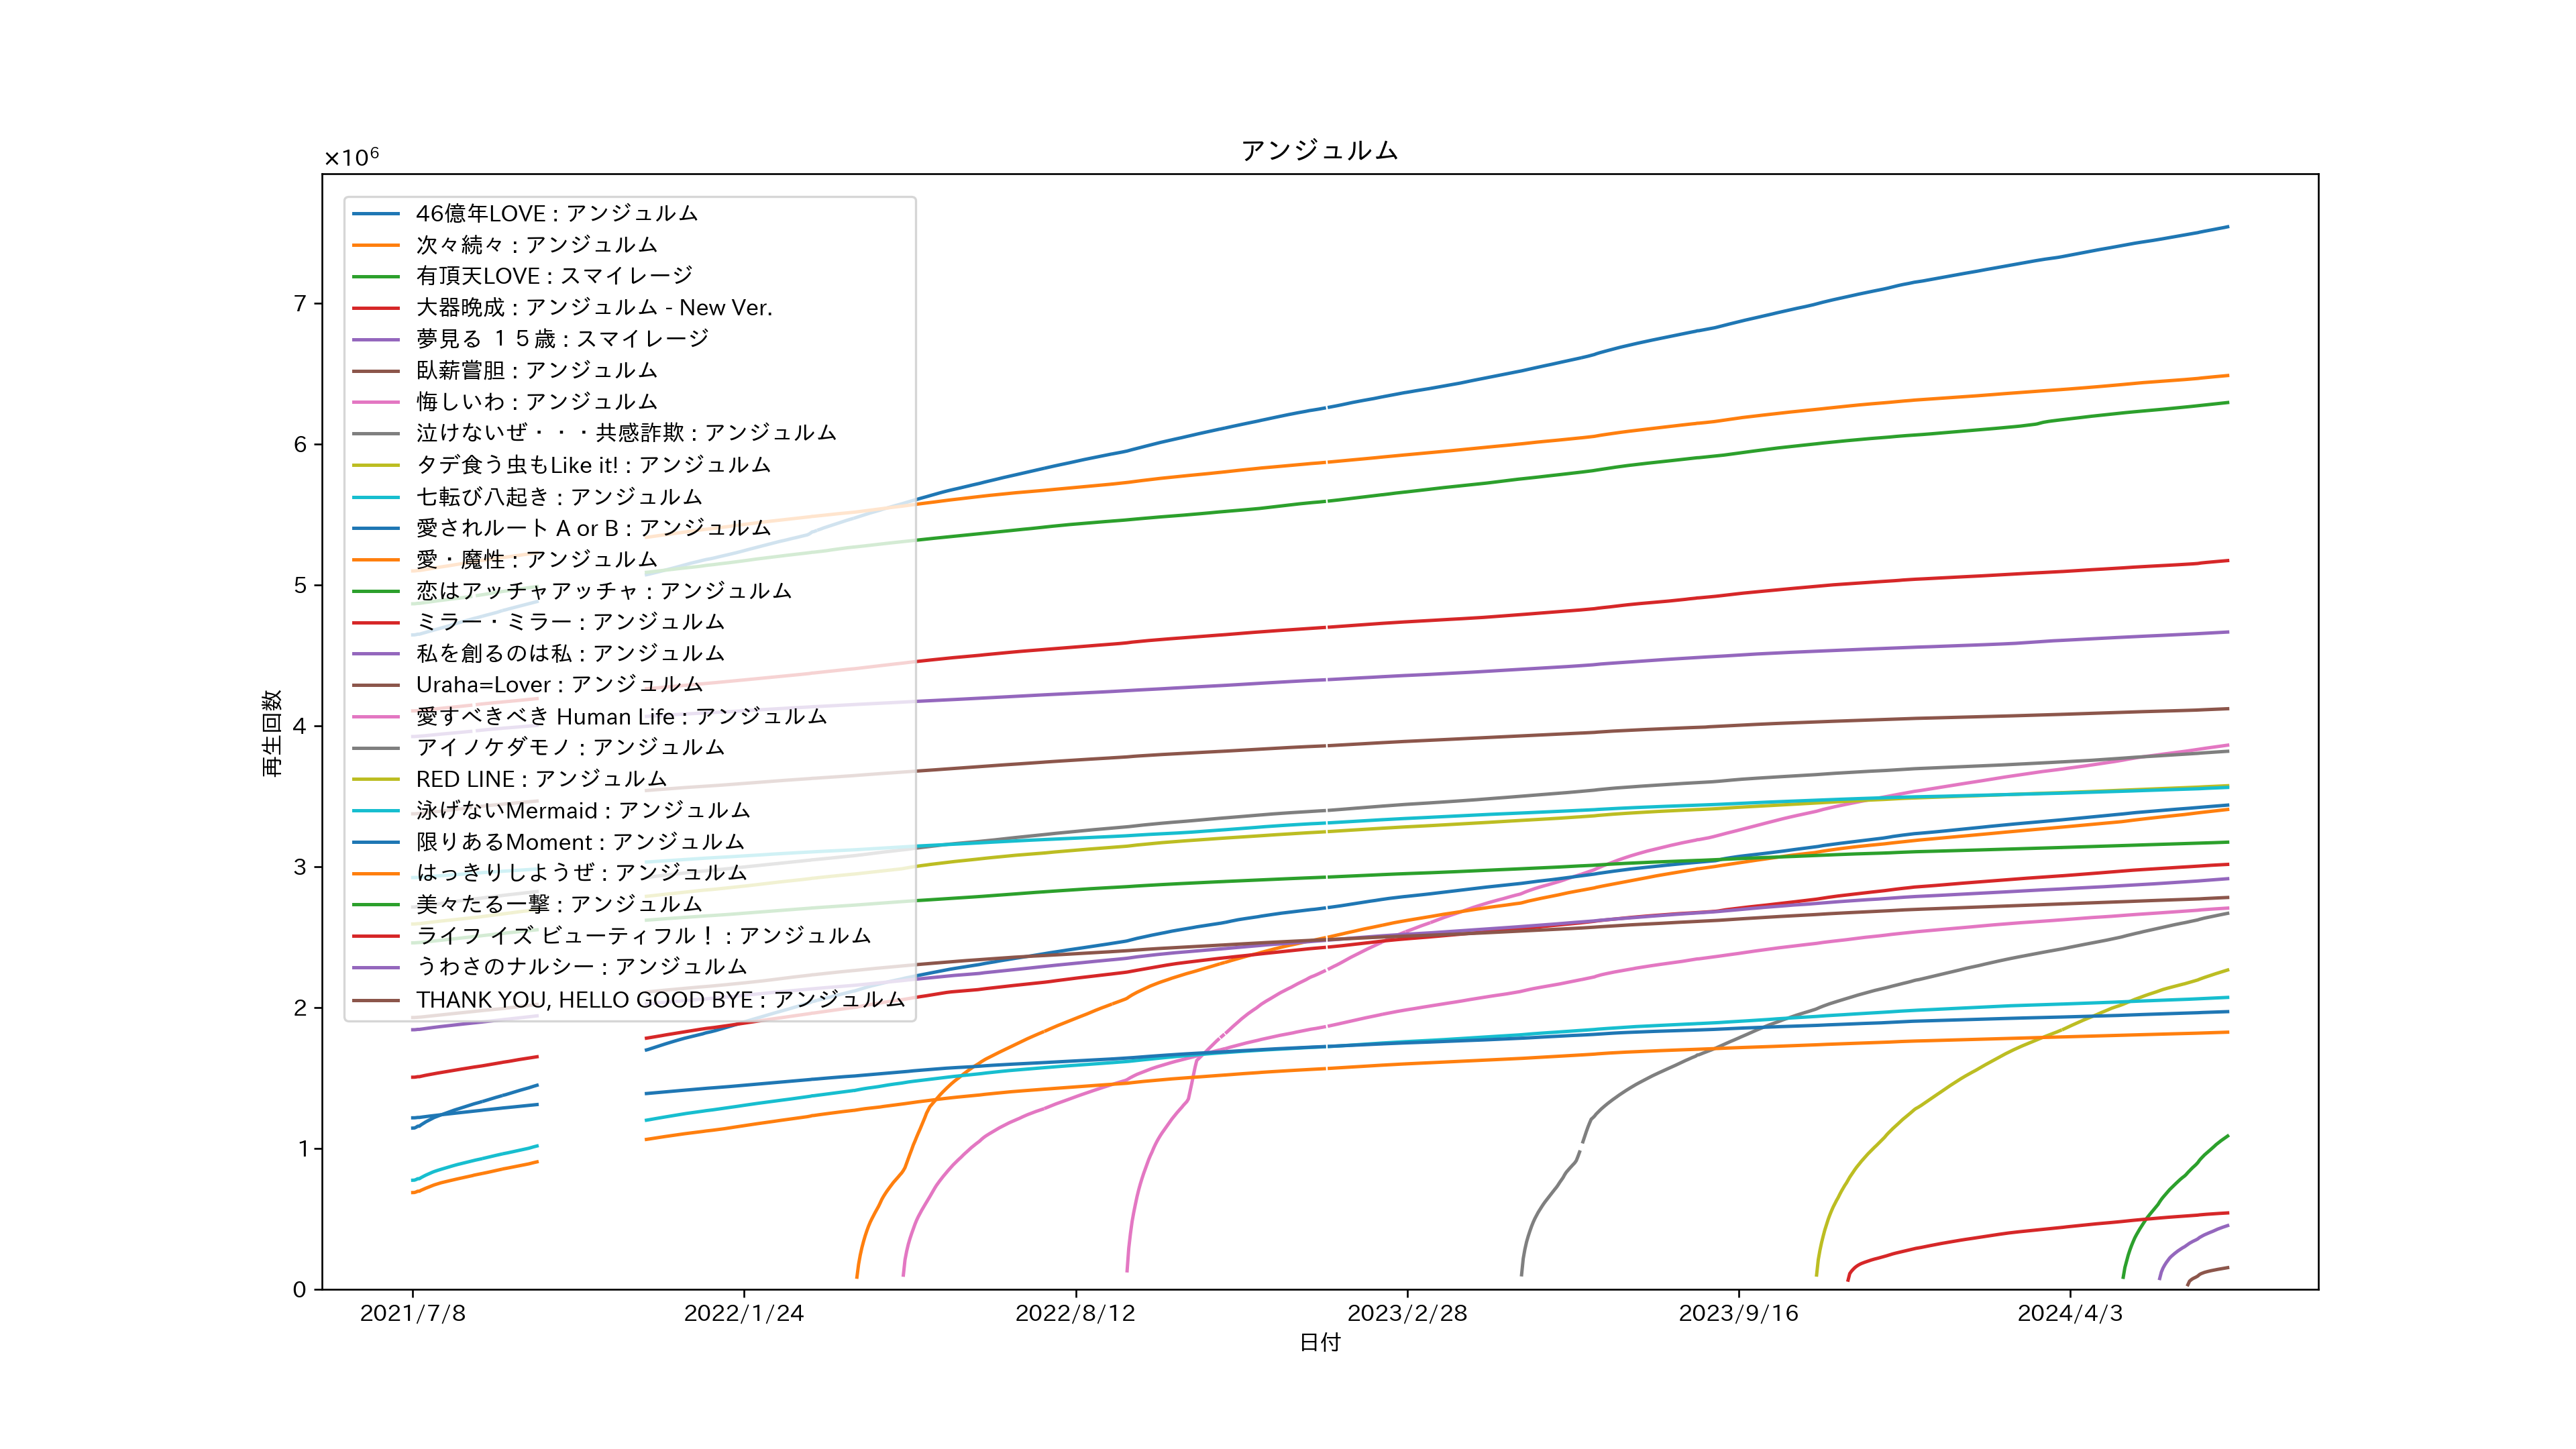 アンジュルム
×10⁶
46億年LOVE : アンジュルム
次々続々 : アンジュルム
有頂天LOVE : スマイレージ
大器晩成 : アンジュルム - New Ver.
夢見る １５歳 : スマイレージ
臥薪嘗胆 : アンジュルム
悔しいわ : アンジュルム
泣けないぜ・・・共感詐欺 : アンジュルム
タデ食う虫もLike it! : アンジュルム
七転び八起き : アンジュルム
愛されルート A or B : アンジュルム
愛・魔性 : アンジュルム
恋はアッチャアッチャ : アンジュルム
ミラー・ミラー : アンジュルム
私を創るのは私 : アンジュルム
Uraha=Lover : アンジュルム
愛すべきべき Human Life : アンジュルム
アイノケダモノ : アンジュルム
RED LINE : アンジュルム
泳げないMermaid : アンジュルム
限りあるMoment : アンジュルム
はっきりしようぜ : アンジュルム
美々たる一撃 : アンジュルム
ライフ イズ ビューティフル！ : アンジュルム
うわさのナルシー : アンジュルム
THANK YOU, HELLO GOOD BYE : アンジュルム
再生回数
7
6
5
4
3
2
1
0
2021/7/8
2022/1/24
2022/8/12
2023/2/28
2023/9/16
2024/4/3
日付